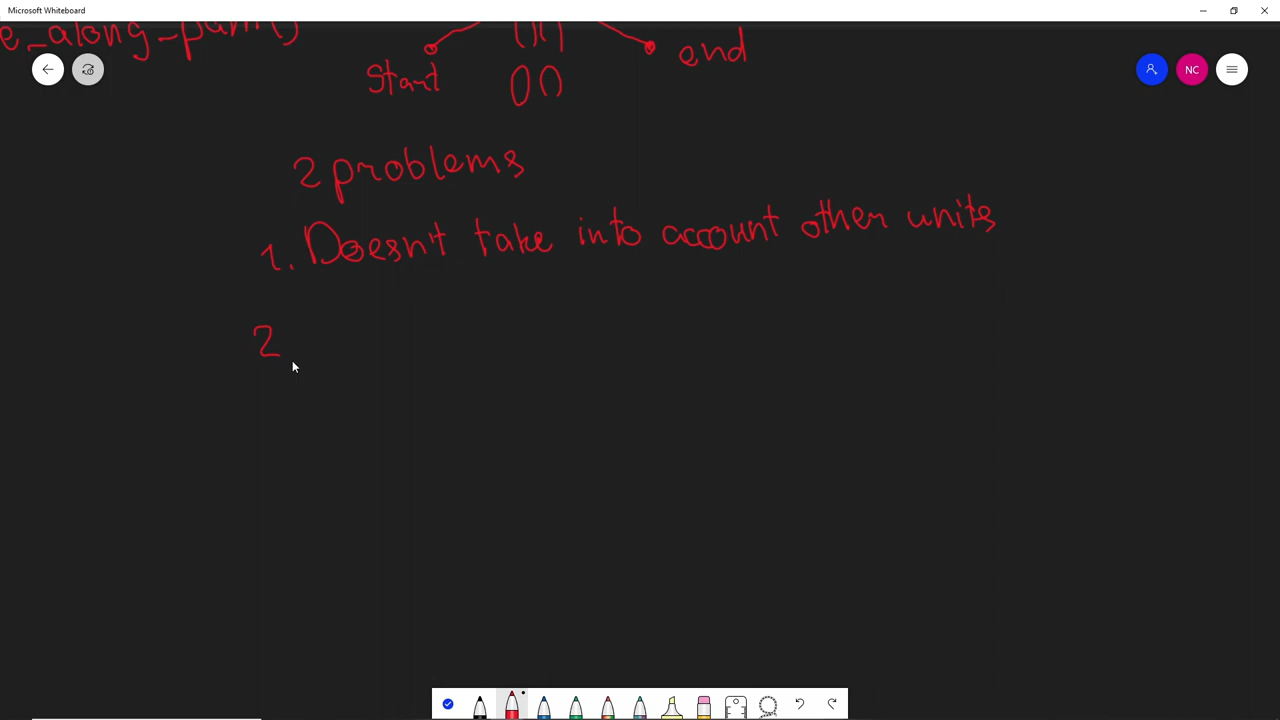 Microsoft Whiteboard
end
Start
NC
2 problems
1. Doesn't take into account other units
2